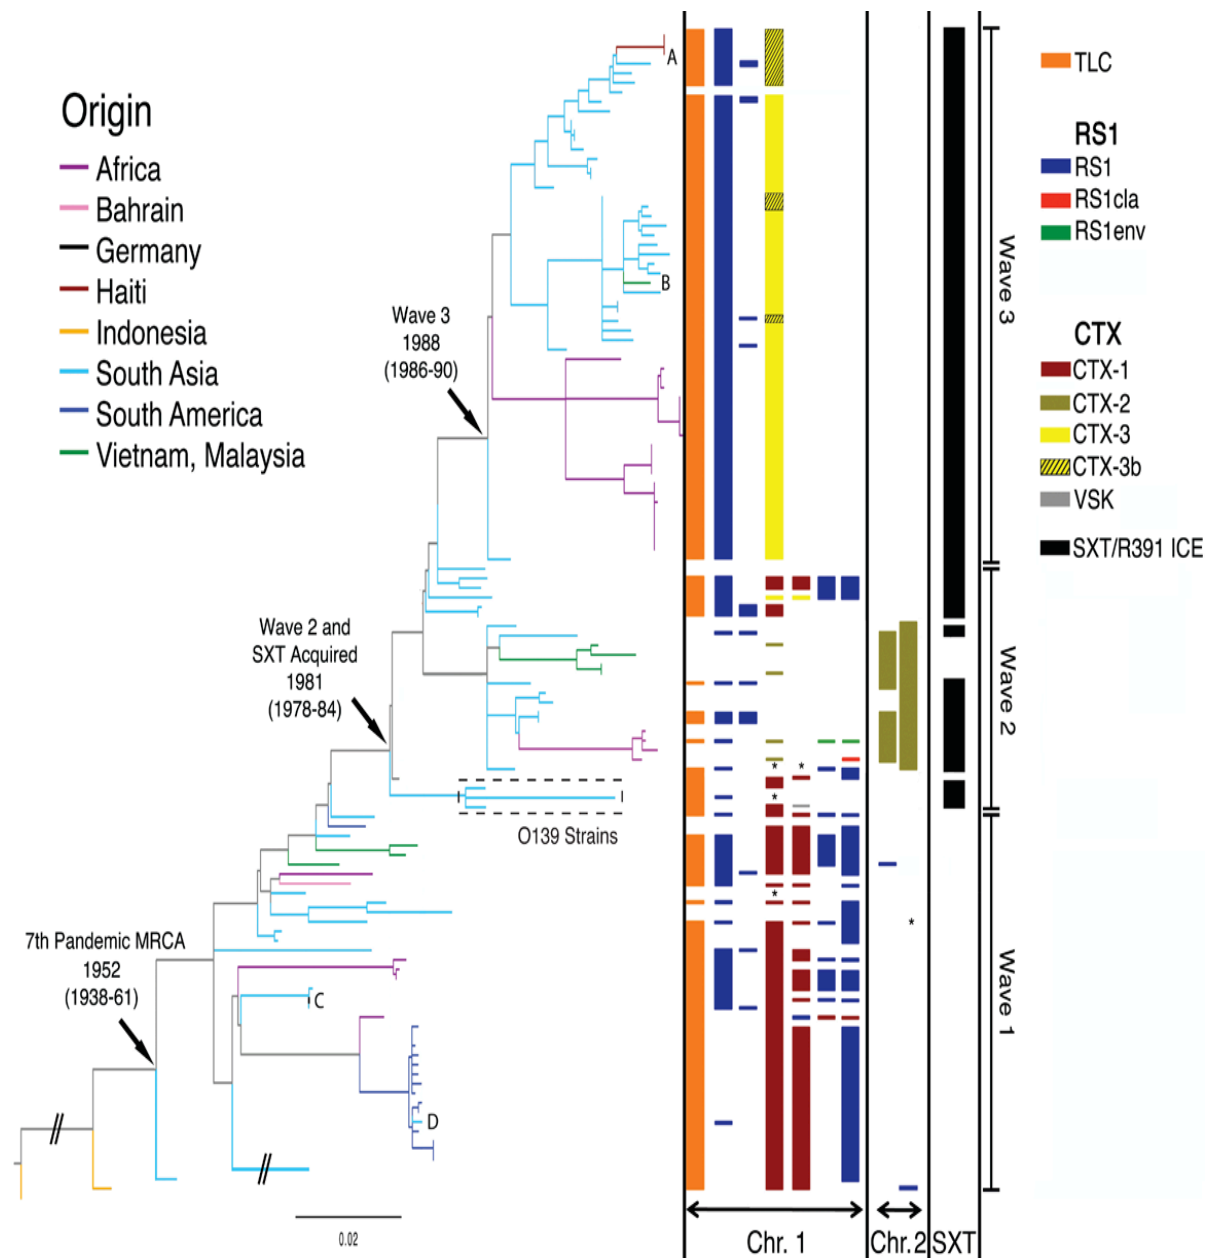 Origin
Africa
Bahrain
Germany
Haiti
Indonesia
South Asia
South America
Vietnam, Malaysia
A
B
C
D
Wave 3
1988
(1986-90)
Wave 2 and
SXT Acquired
1981
(1978-84)
O139 Strains
7th Pandemic MRCA
1952
(1938-61)
0.02
*
*
*
*
*
Chr. 1
Chr.2
SXT
Wave 3
Wave 2
Wave 1
TLC
RS1
RS1
RS1cla
RS1env
CTX
CTX-1
CTX-2
CTX-3
CTX-3b
VSK
SXT/R391 ICE